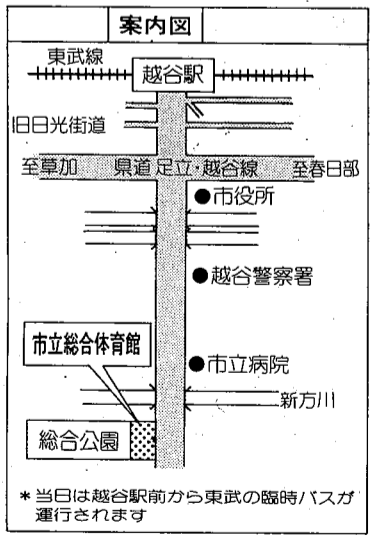 案内図
東武線
越谷駅
旧日光街道
至草加 県道足立・越谷線 至春日部
●市役所
●越谷警察署
市立総合体育館
●市立病院
新方川
総合公園
*当日は越谷駅前から東武の臨時バスが
運行されます